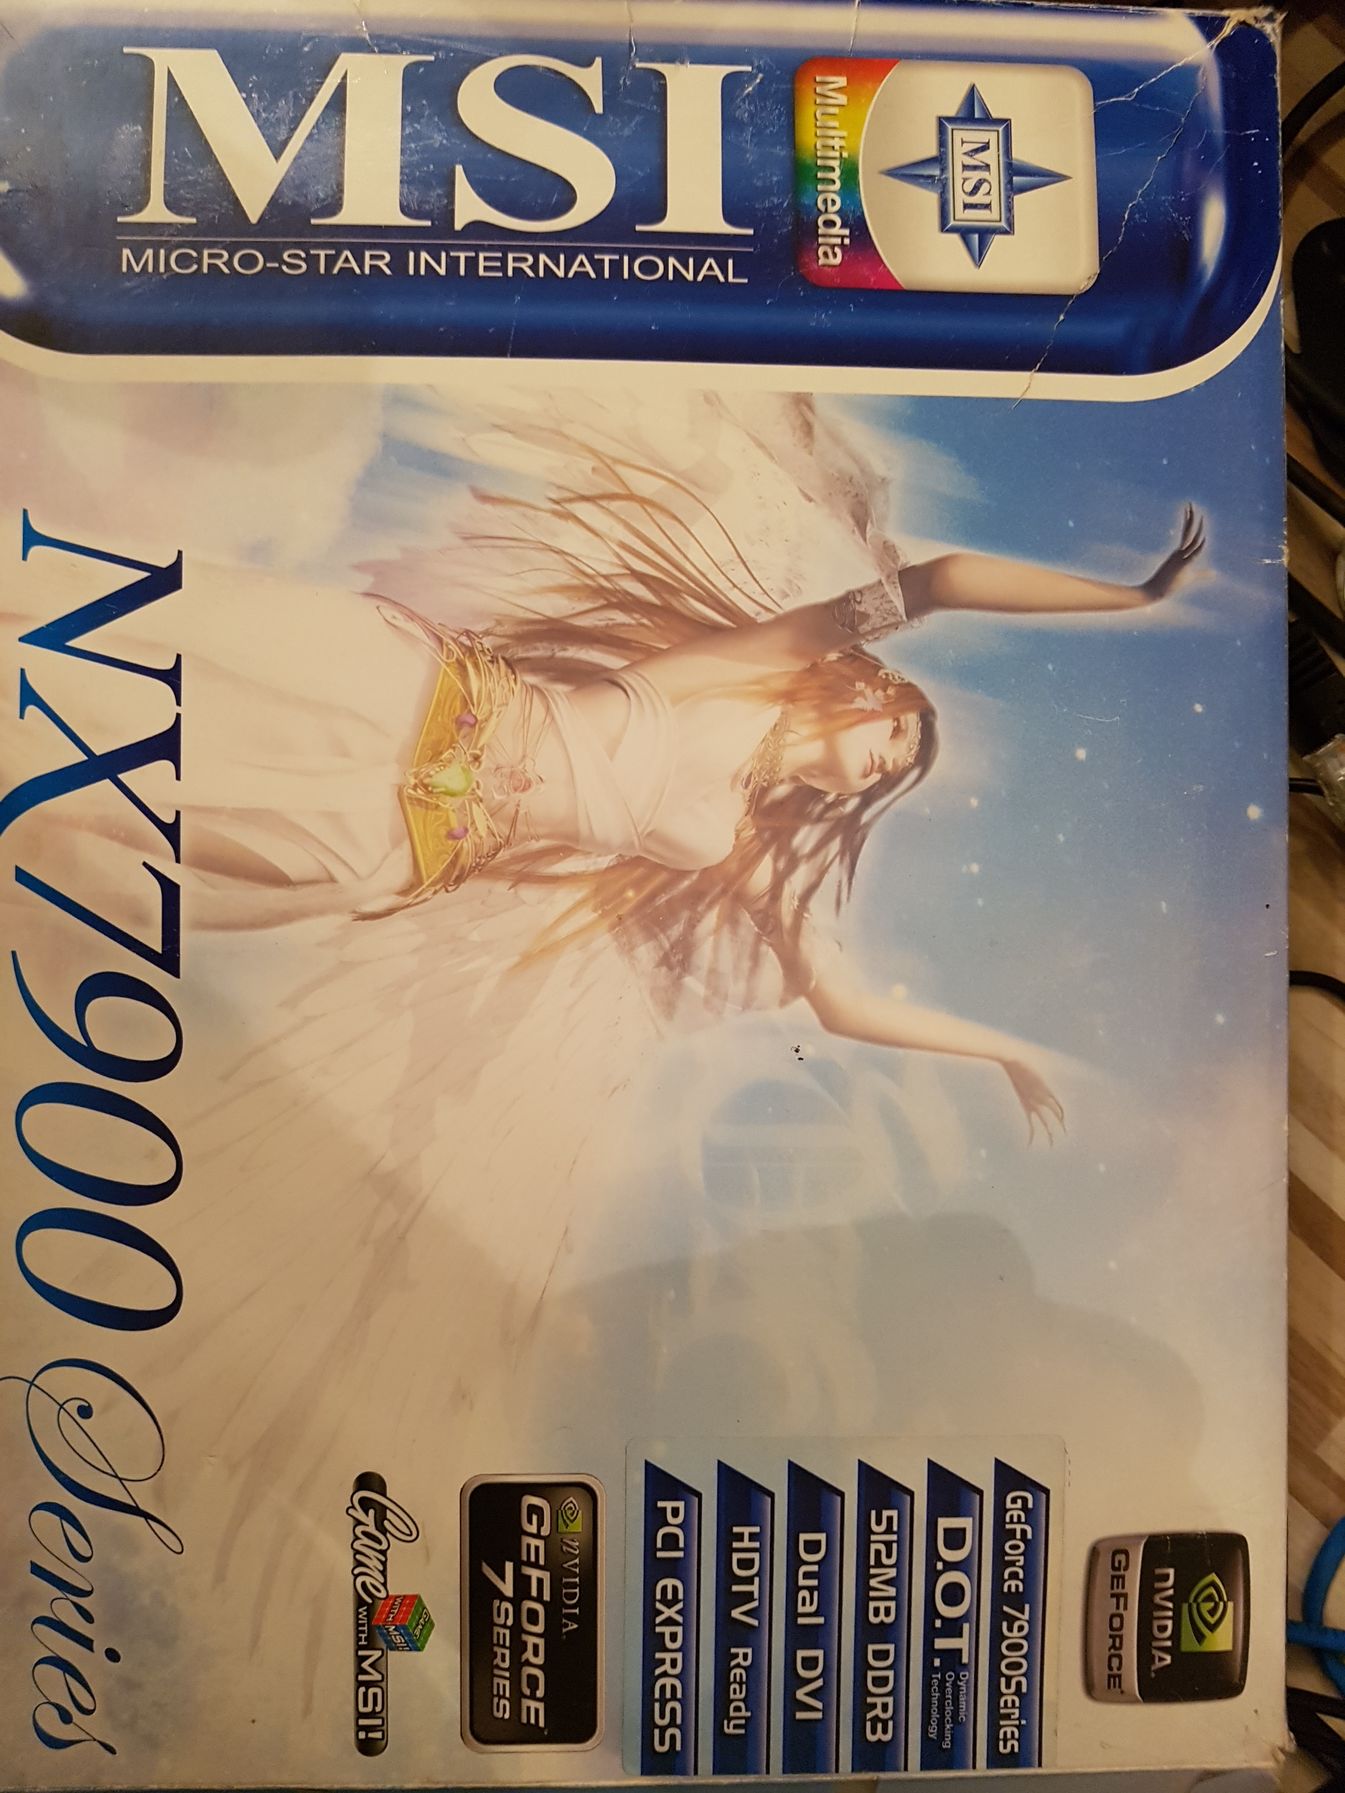 MSI
MICRO-STAR INTERNATIONAL
MSI
Multimedia
nVIDIA.
GEFORCE
GeForce 7900Series
D.O.T. Dynamic Overclocking Technology
512MB DDR3
Dual DVI
HDTV Ready
PCI EXPRESS
nVIDIA.
GEFORCE
7 SERIES
Game WITH MSI!
NX7900 Series